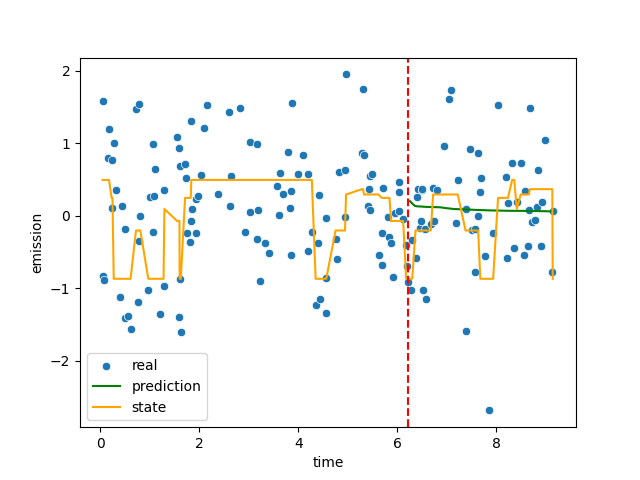 emission
2
1
0
−1
−2
real
prediction
state
0 2 4 6 8
time